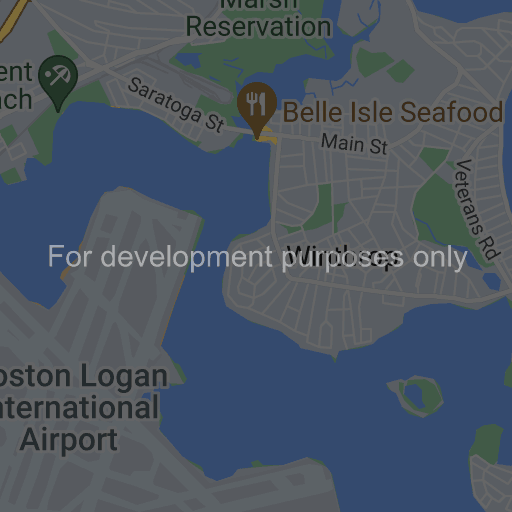 Marsh
Reservation
ent
ach
Saratoga St
Belle Isle Seafood
Main St
Veterans Rd
For development purposes only
Winthrop
oston Logan
nternational
Airport